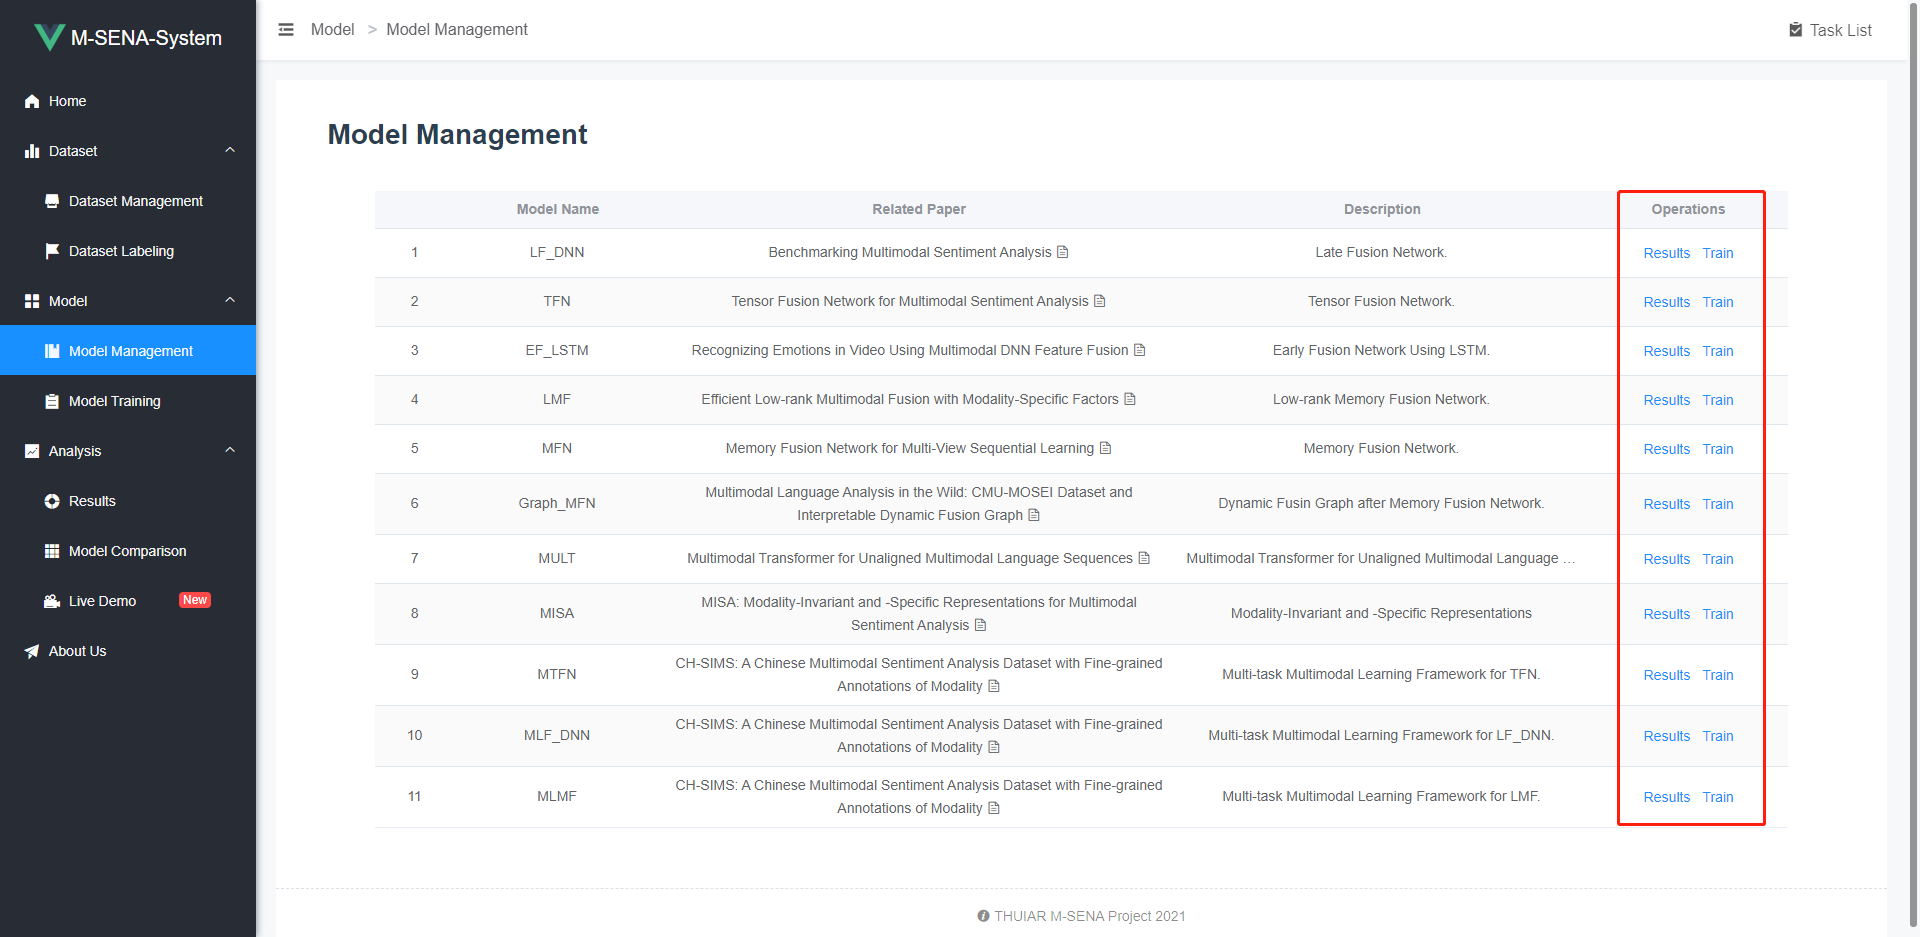 M-SENA-System
Home
Dataset
Dataset Management
Dataset Labeling
Model
Model Management
Model Training
Analysis
Results
Model Comparison
Live Demo New
About Us
Model > Model Management
Task List
Model Management
Model Name Related Paper Description Operations
1 LF_DNN Benchmarking Multimodal Sentiment Analysis Late Fusion Network. Results Train
2 TFN Tensor Fusion Network for Multimodal Sentiment Analysis Tensor Fusion Network. Results Train
3 EF_LSTM Recognizing Emotions in Video Using Multimodal DNN Feature Fusion Early Fusion Network Using LSTM. Results Train
4 LMF Efficient Low-rank Multimodal Fusion with Modality-Specific Factors Low-rank Memory Fusion Network. Results Train
5 MFN Memory Fusion Network for Multi-View Sequential Learning Memory Fusion Network. Results Train
6 Graph_MFN Multimodal Language Analysis in the Wild: CMU-MOSEI Dataset and
Interpretable Dynamic Fusion Graph Dynamic Fusin Graph after Memory Fusion Network. Results Train
7 MULT Multimodal Transformer for Unaligned Multimodal Language Sequences Multimodal Transformer for Unaligned Multimodal Language … Results Train
8 MISA MISA: Modality-Invariant and -Specific Representations for Multimodal
Sentiment Analysis Modality-Invariant and -Specific Representations Results Train
9 MTFN CH-SIMS: A Chinese Multimodal Sentiment Analysis Dataset with Fine-grained
Annotations of Modality Multi-task Multimodal Learning Framework for TFN. Results Train
10 MLF_DNN CH-SIMS: A Chinese Multimodal Sentiment Analysis Dataset with Fine-grained
Annotations of Modality Multi-task Multimodal Learning Framework for LF_DNN. Results Train
11 MLMF CH-SIMS: A Chinese Multimodal Sentiment Analysis Dataset with Fine-grained
Annotations of Modality Multi-task Multimodal Learning Framework for LMF. Results Train
THUIAR M-SENA Project 2021